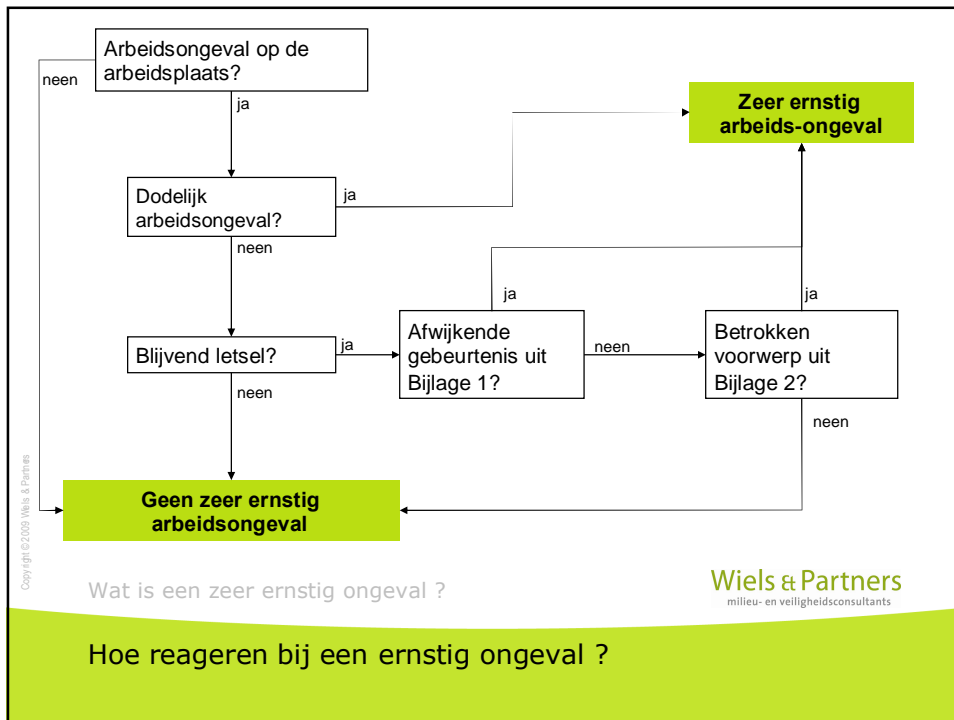 Arbeidsongeval op de
arbeidsplaats?
neen
ja
Zeer ernstig
arbeids-ongeval
Dodelijk
arbeidsongeval?
ja
neen
Blijvend letsel?
ja
Afwijkende
gebeurtenis uit
Bijlage 1?
ja
neen
Betrokken
voorwerp uit
Bijlage 2?
ja
neen
neen
Geen zeer ernstig
arbeidsongeval
Copyright © 2009 Wiels & Partners
Wat is een zeer ernstig ongeval ?
Wiels & Partners
milieu- en veiligheidsconsultants
Hoe reageren bij een ernstig ongeval ?